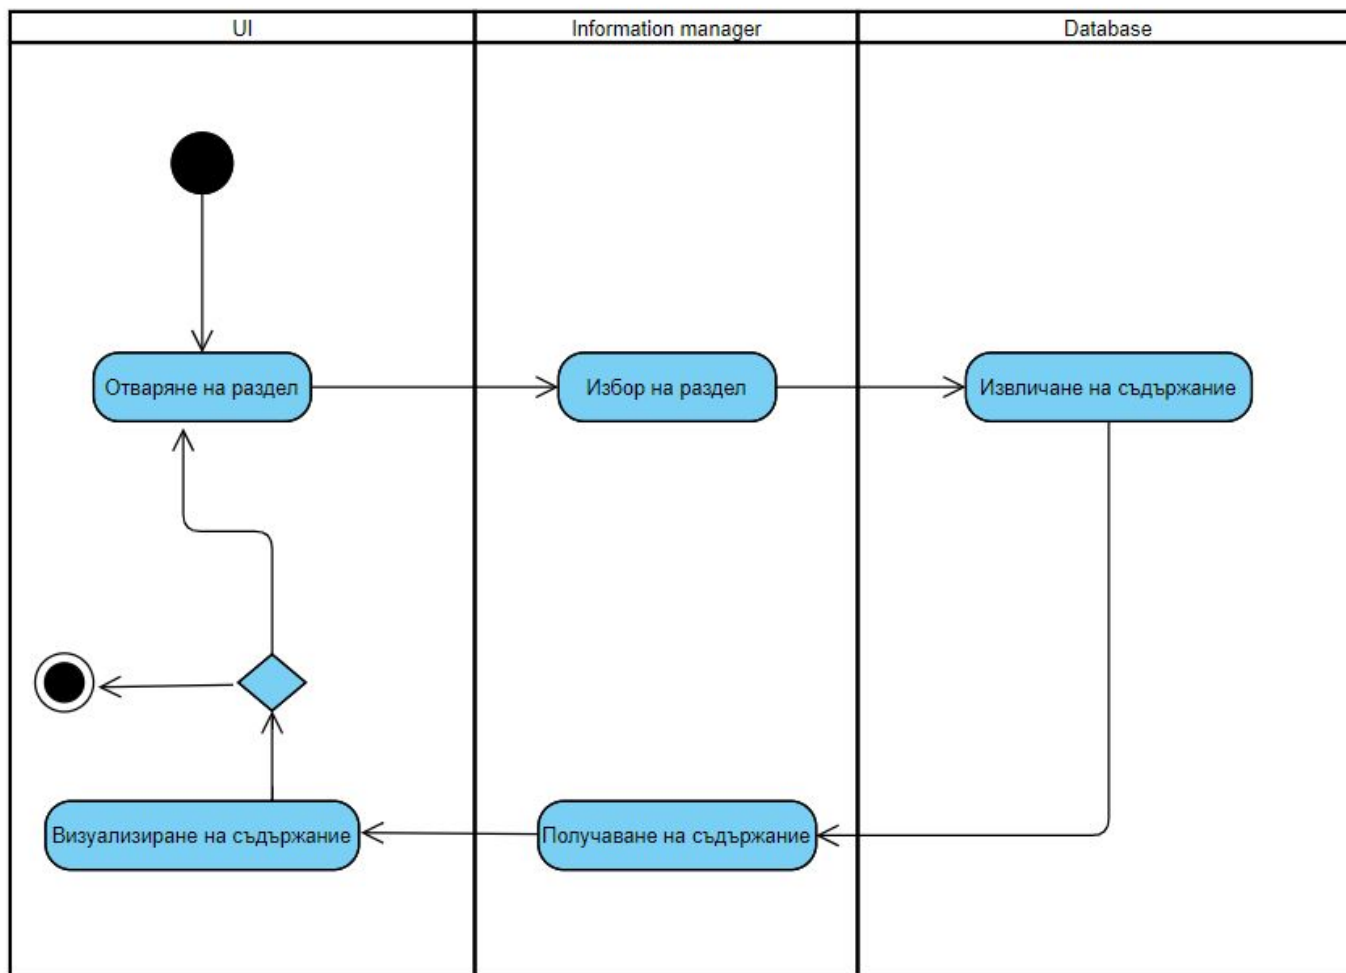 UI
Information manager
Database
Отваряне на раздел
Избор на раздел
Извличане на съдържание
Визуализиране на съдържание
Получаване на съдържание